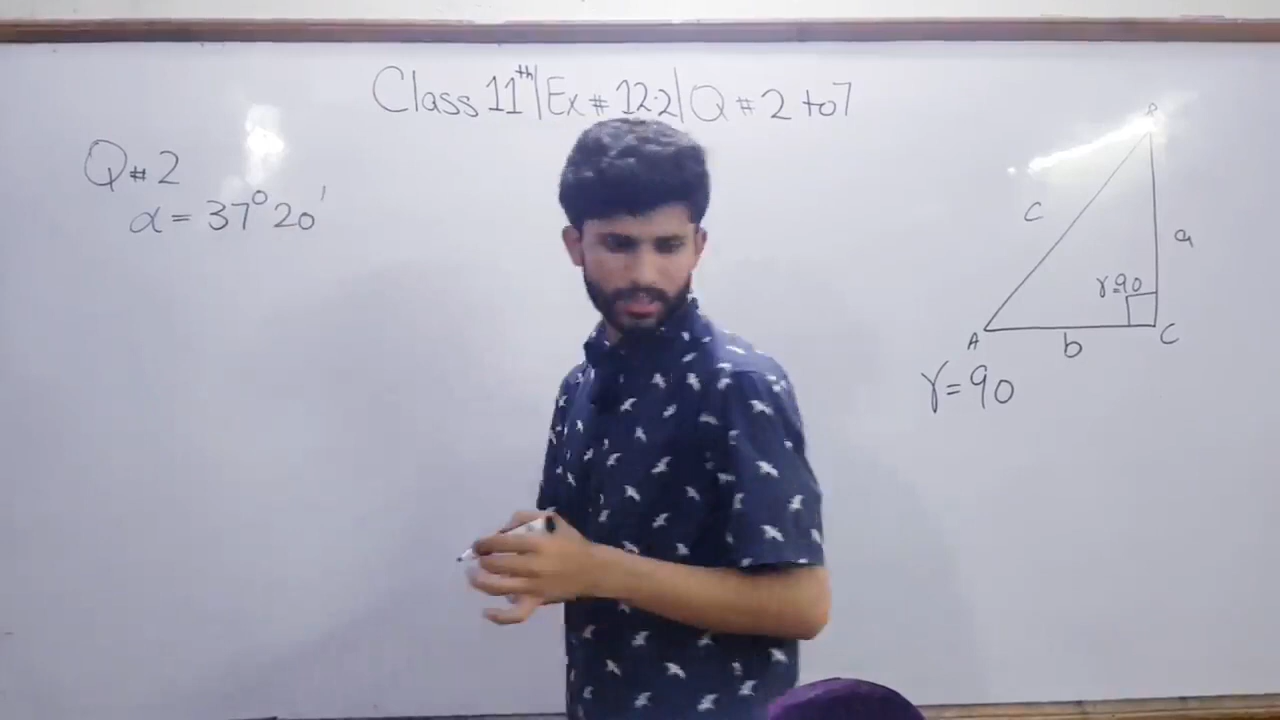 Class 11th | Ex # 12.2 | Q # 2 to 7
Q # 2
α = 37° 20'
c
a
γ=90
A
b
C
γ = 90